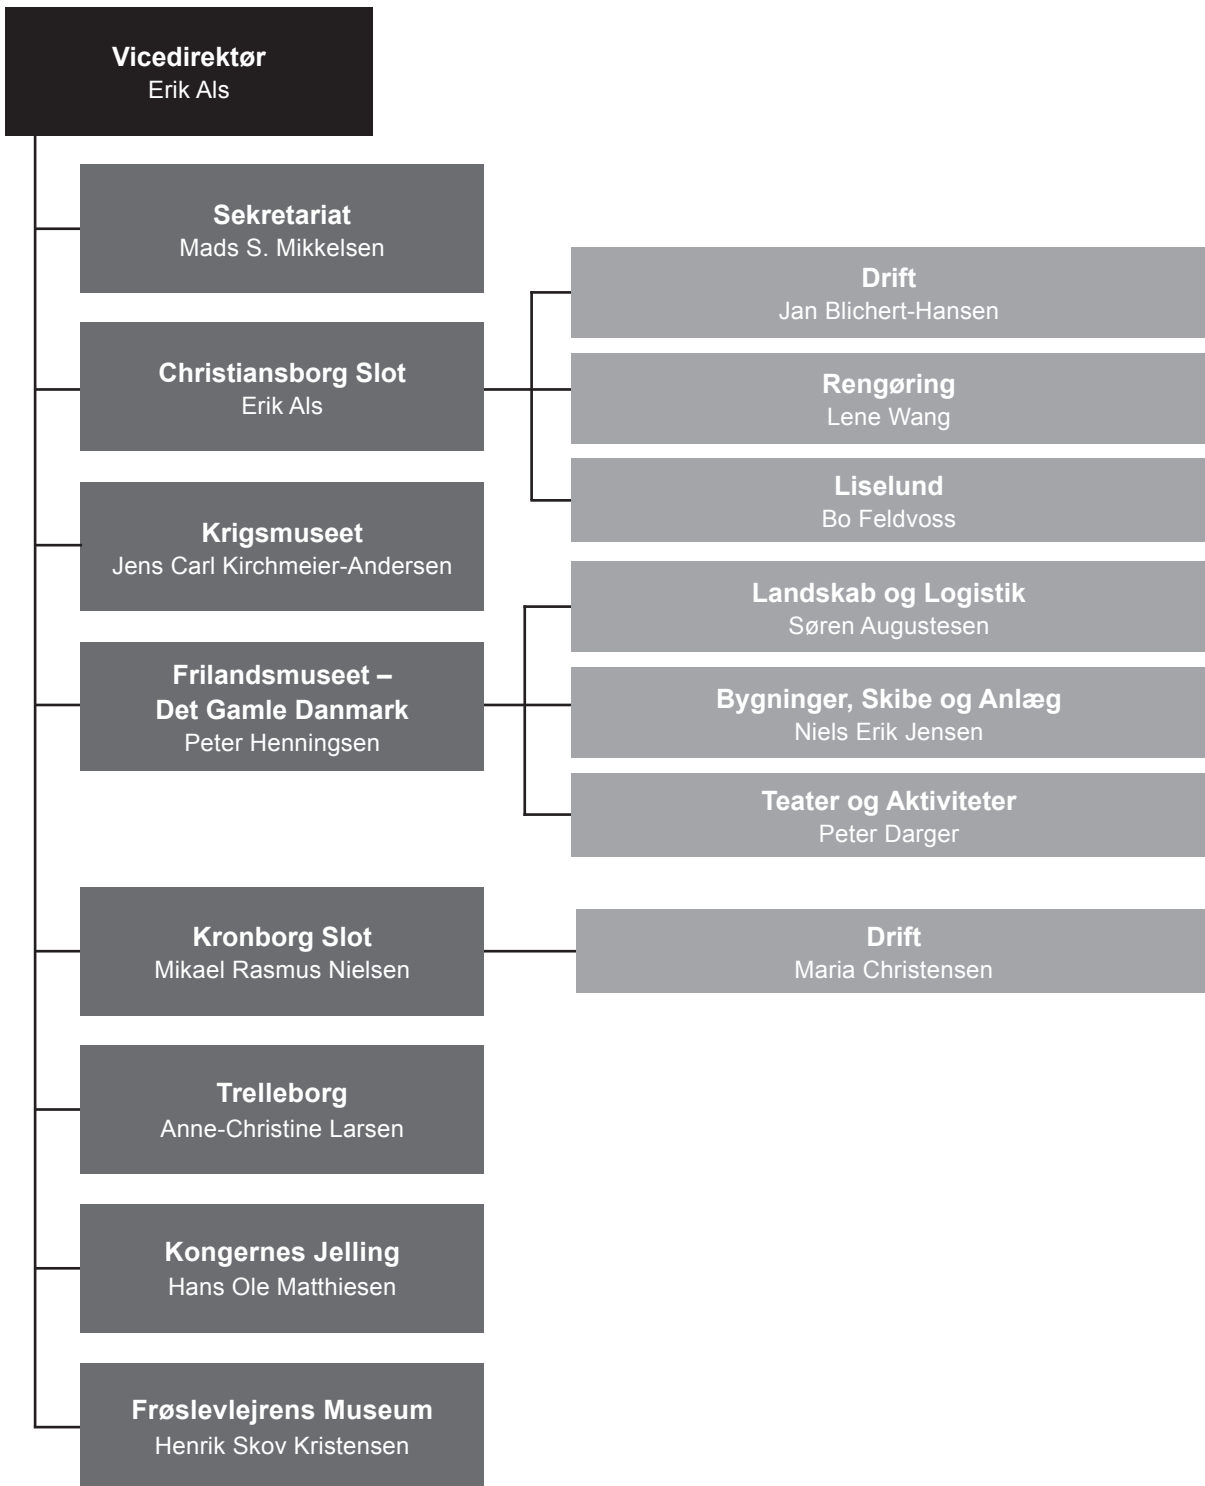 Vicedirektør
Erik Als
Sekretariat
Mads S. Mikkelsen
Christiansborg Slot
Erik Als
Drift
Jan Blichert-Hansen
Rengøring
Lene Wang
Liselund
Bo Feldvoss
Krigsmuseet
Jens Carl Kirchmeier-Andersen
Frilandsmuseet –
Det Gamle Danmark
Peter Henningsen
Landskab og Logistik
Søren Augustesen
Bygninger, Skibe og Anlæg
Niels Erik Jensen
Teater og Aktiviteter
Peter Darger
Kronborg Slot
Mikael Rasmus Nielsen
Drift
Maria Christensen
Trelleborg
Anne-Christine Larsen
Kongernes Jelling
Hans Ole Matthiesen
Frøslevlejrens Museum
Henrik Skov Kristensen